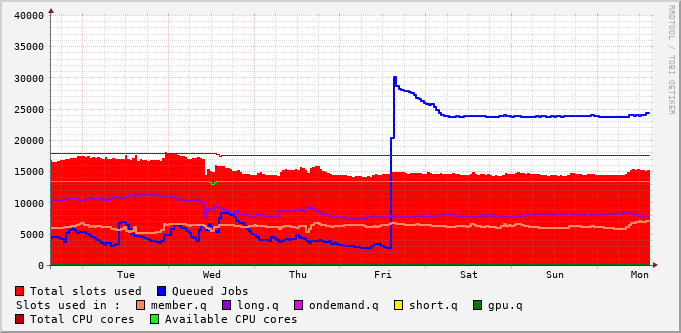 40000
35000
30000
25000
20000
15000
10000
5000
0
Tue Wed Thu Fri Sat Sun Mon
RRDTOOL / TOBI OETIKER
Total slots used Queued Jobs
Slots used in : member.q long.q ondemand.q short.q gpu.q
Total CPU cores Available CPU cores